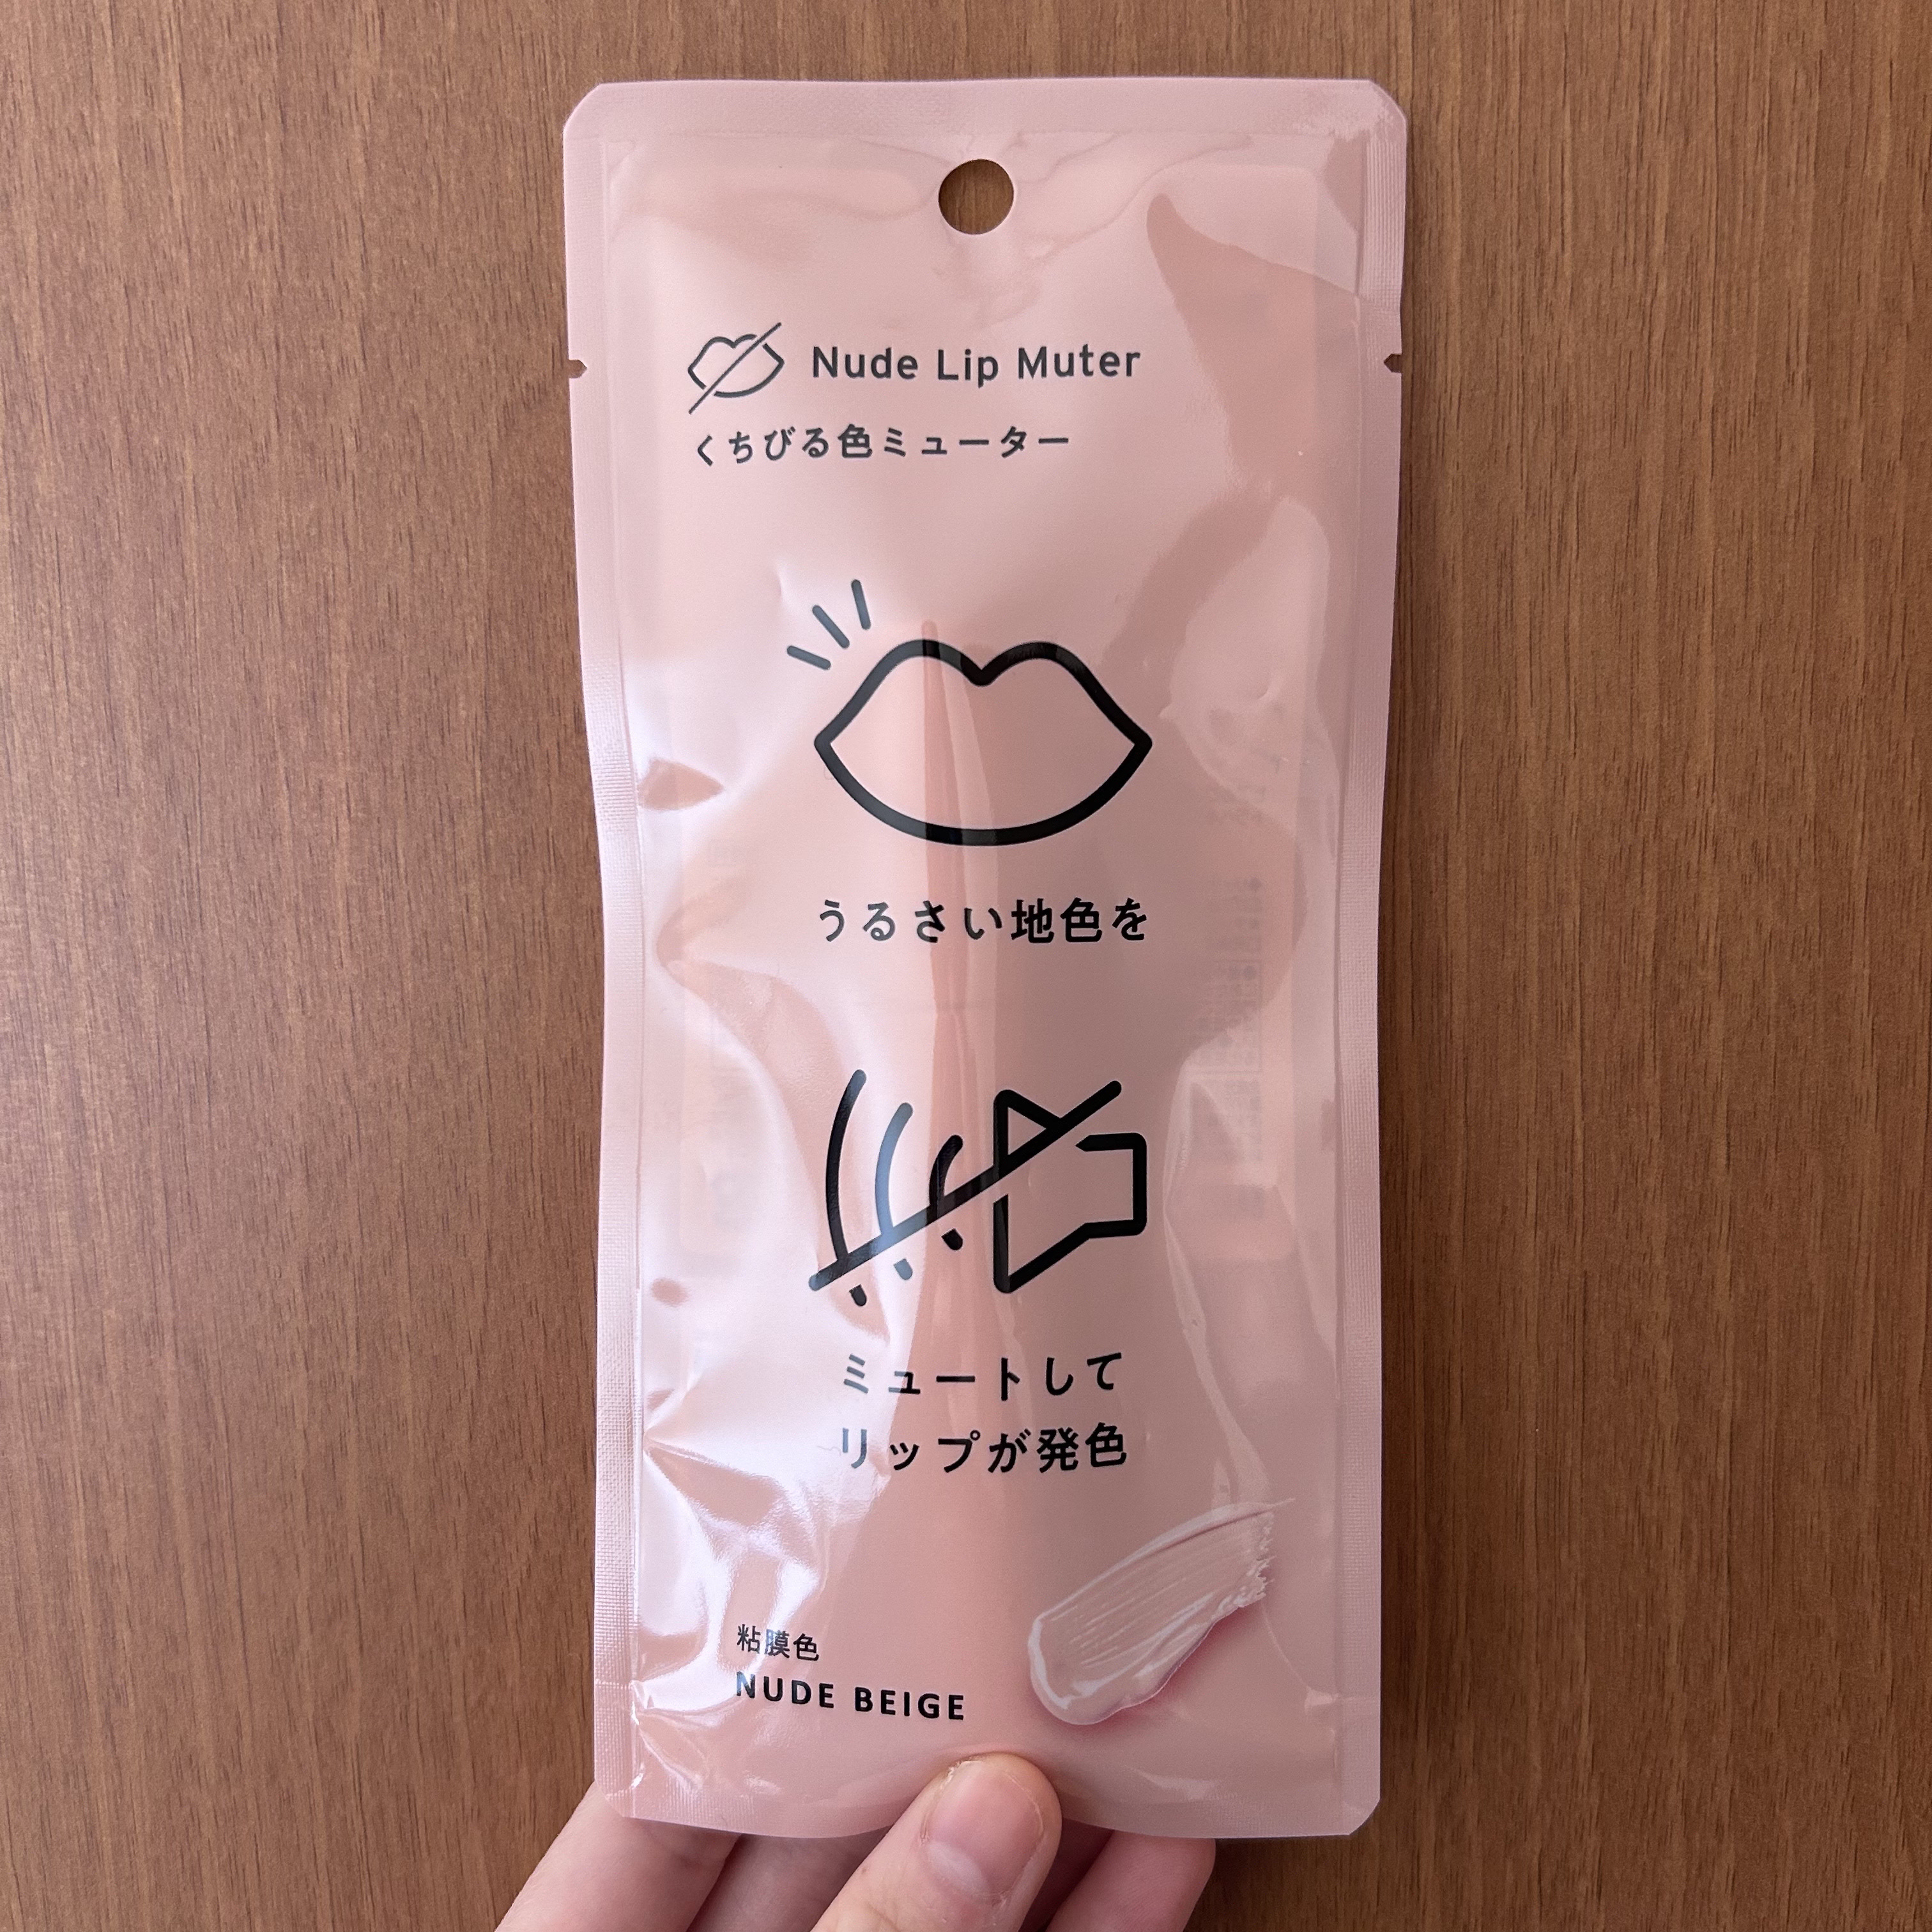 Nude Lip Muter
くちびる色ミューター
うるさい地色を
ミュートして
リップが発色
粘膜色
NUDE BEIGE